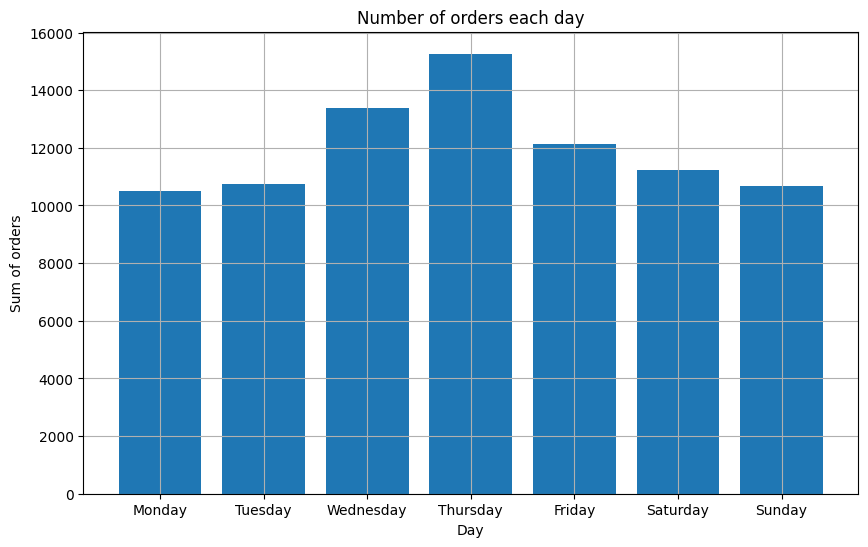 Number of orders each day
16000
14000
12000
10000
8000
6000
4000
2000
0
Sum of orders
Monday Tuesday Wednesday Thursday Friday Saturday Sunday
Day